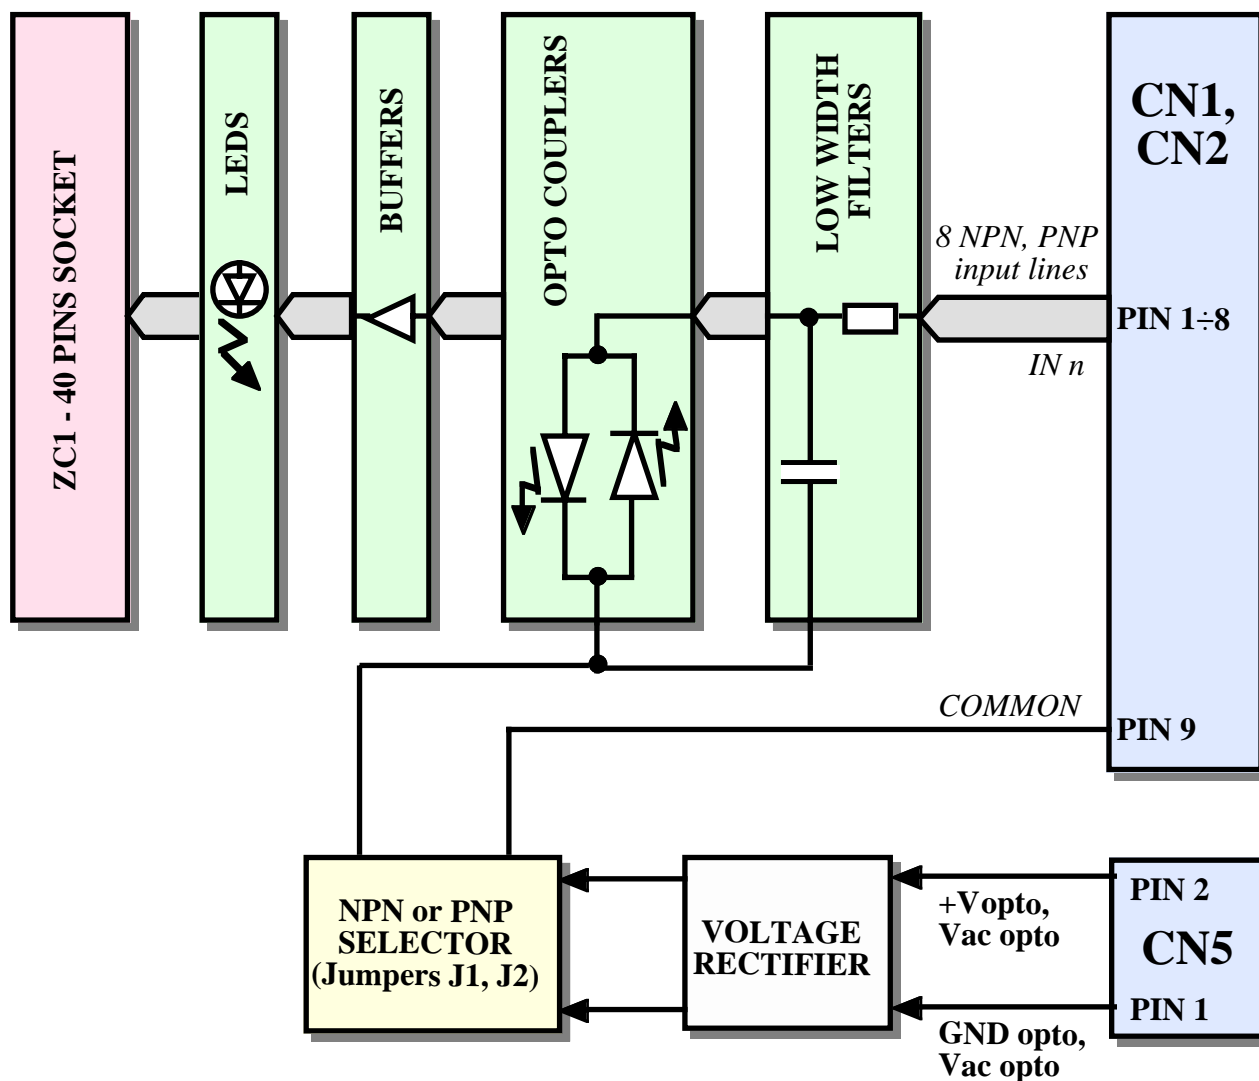 ZC1 - 40 PINS SOCKET
LEDS
BUFFERS
OPTO COUPLERS
LOW WIDTH
FILTERS
CN1,
CN2
8 NPN, PNP
input lines
PIN 1÷8
IN n
COMMON
PIN 9
NPN or PNP
SELECTOR
(Jumpers J1, J2)
VOLTAGE
RECTIFIER
+Vopto,
Vac opto
PIN 2
CN5
PIN 1
GND opto,
Vac opto